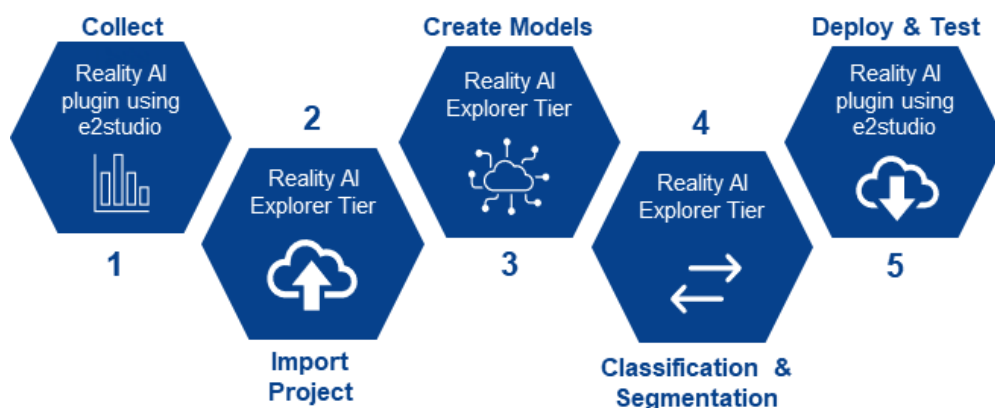 Collect
Reality AI
plugin using
e2studio
1
2
Reality AI
Explorer Tier
Import
Project
Create Models
Reality AI
Explorer Tier
3
4
Reality AI
Explorer Tier
Classification &
Segmentation
Deploy & Test
Reality AI
plugin using
e2studio
5